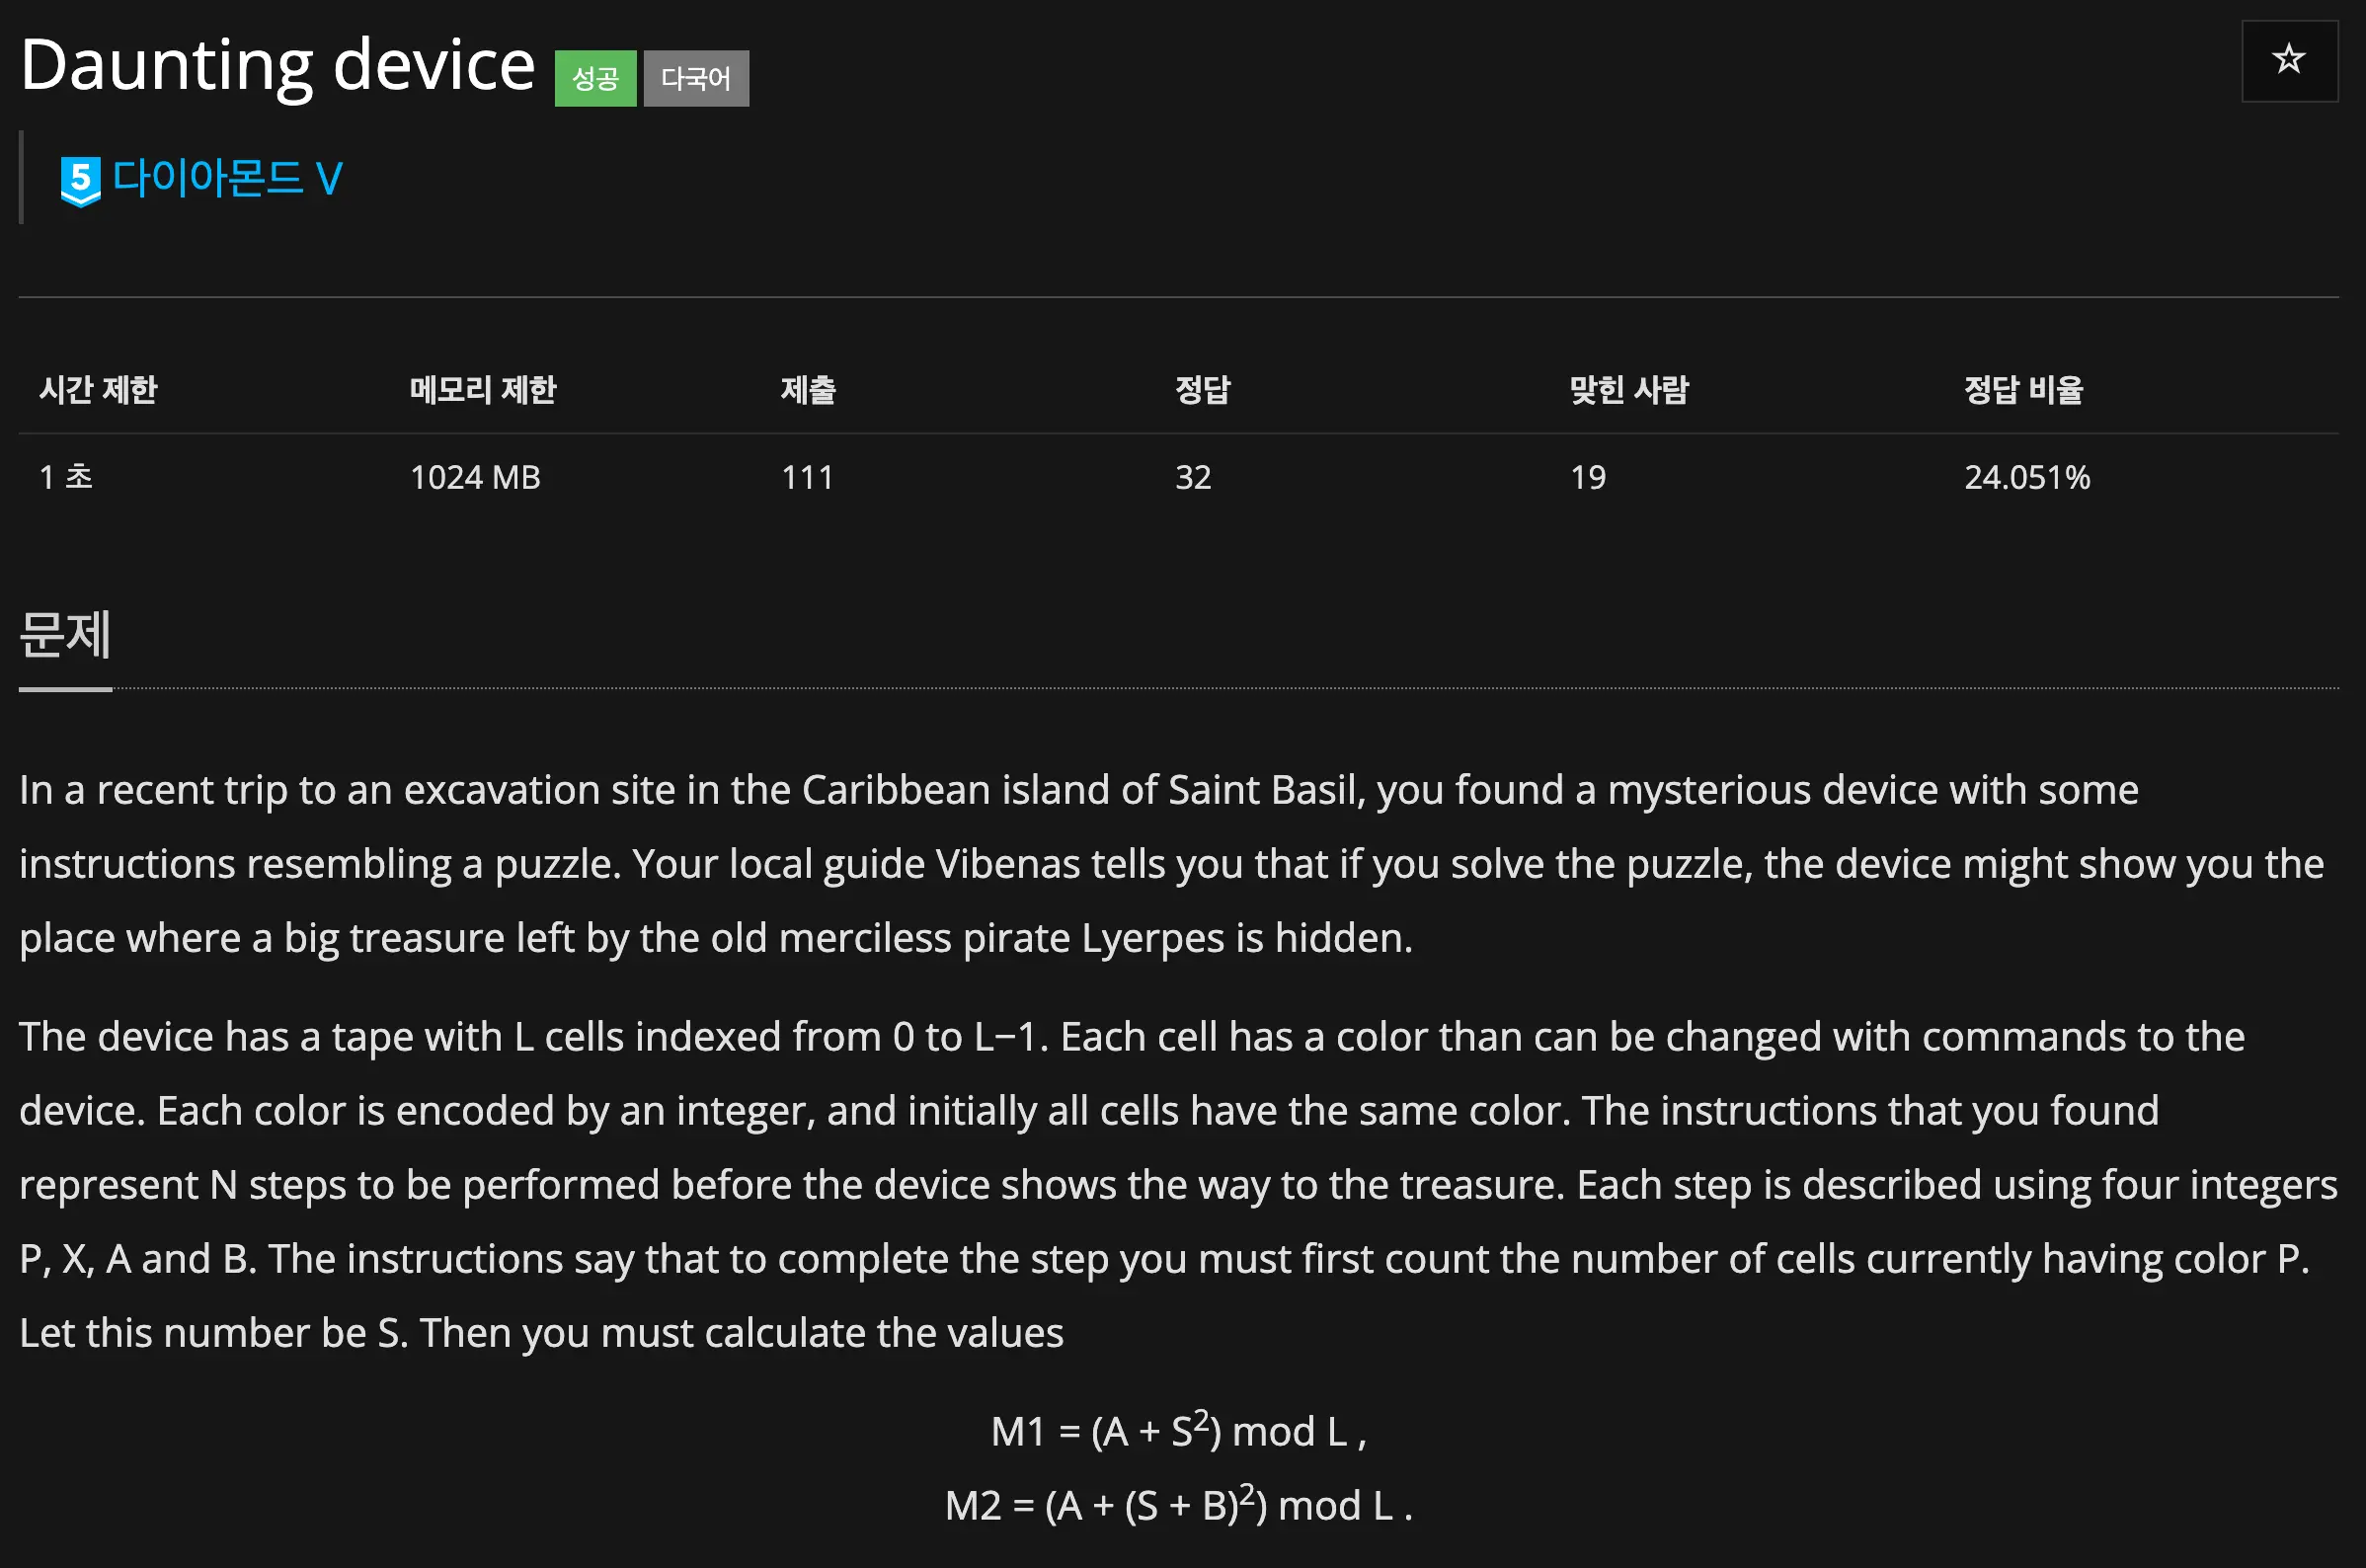 Daunting device 성공 다국어
☆
5 다이아몬드 V
시간 제한 메모리 제한 제출 정답 맞힌 사람 정답 비율
1 초 1024 MB 111 32 19 24.051%
문제
In a recent trip to an excavation site in the Caribbean island of Saint Basil, you found a mysterious device with some
instructions resembling a puzzle. Your local guide Vibenas tells you that if you solve the puzzle, the device might show you the
place where a big treasure left by the old merciless pirate Lyerpes is hidden.
The device has a tape with L cells indexed from 0 to L−1. Each cell has a color than can be changed with commands to the
device. Each color is encoded by an integer, and initially all cells have the same color. The instructions that you found
represent N steps to be performed before the device shows the way to the treasure. Each step is described using four integers
P, X, A and B. The instructions say that to complete the step you must first count the number of cells currently having color P.
Let this number be S. Then you must calculate the values
M1 = (A + S²) mod L ,
M2 = (A + (S + B)²) mod L .